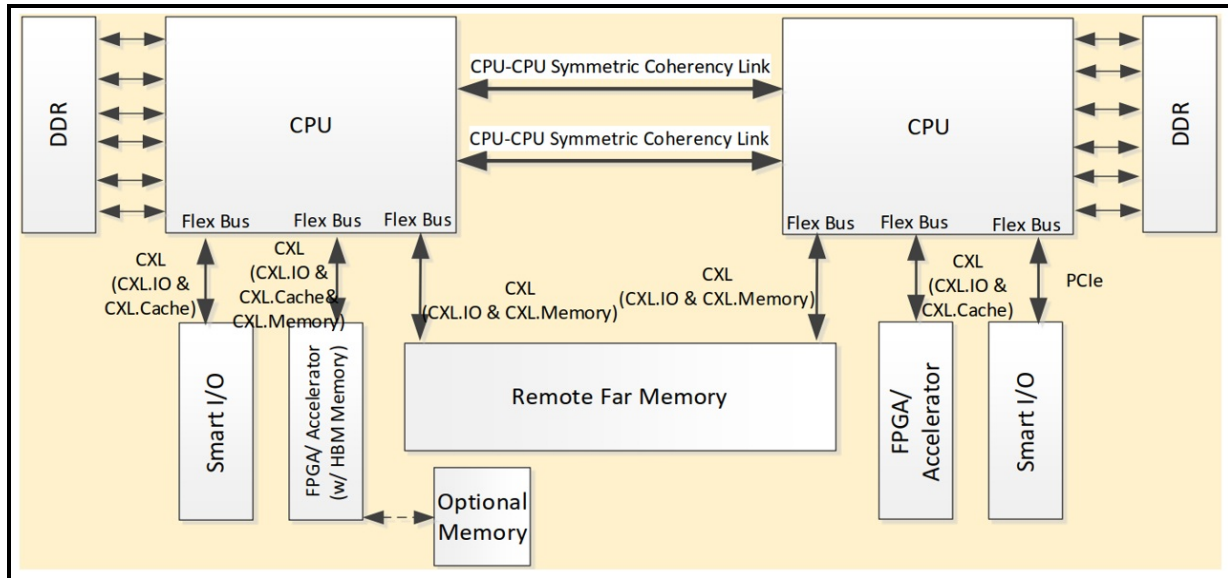 DDR
CPU
CPU-CPU Symmetric Coherency Link
CPU-CPU Symmetric Coherency Link
CPU
DDR
Flex Bus
Flex Bus
Flex Bus
Flex Bus
Flex Bus
Flex Bus
CXL
(CXL.IO &
CXL.Cache)
CXL
(CXL.IO &
CXL.Cache&
CXL.Memory)
CXL
(CXL.IO & CXL.Memory)
CXL
(CXL.IO & CXL.Memory)
CXL
(CXL.IO &
CXL.Cache)
PCIe
Smart I/O
FPGA/ Accelerator
(w/ HBM Memory)
Remote Far Memory
FPGA/
Accelerator
Smart I/O
Optional
Memory